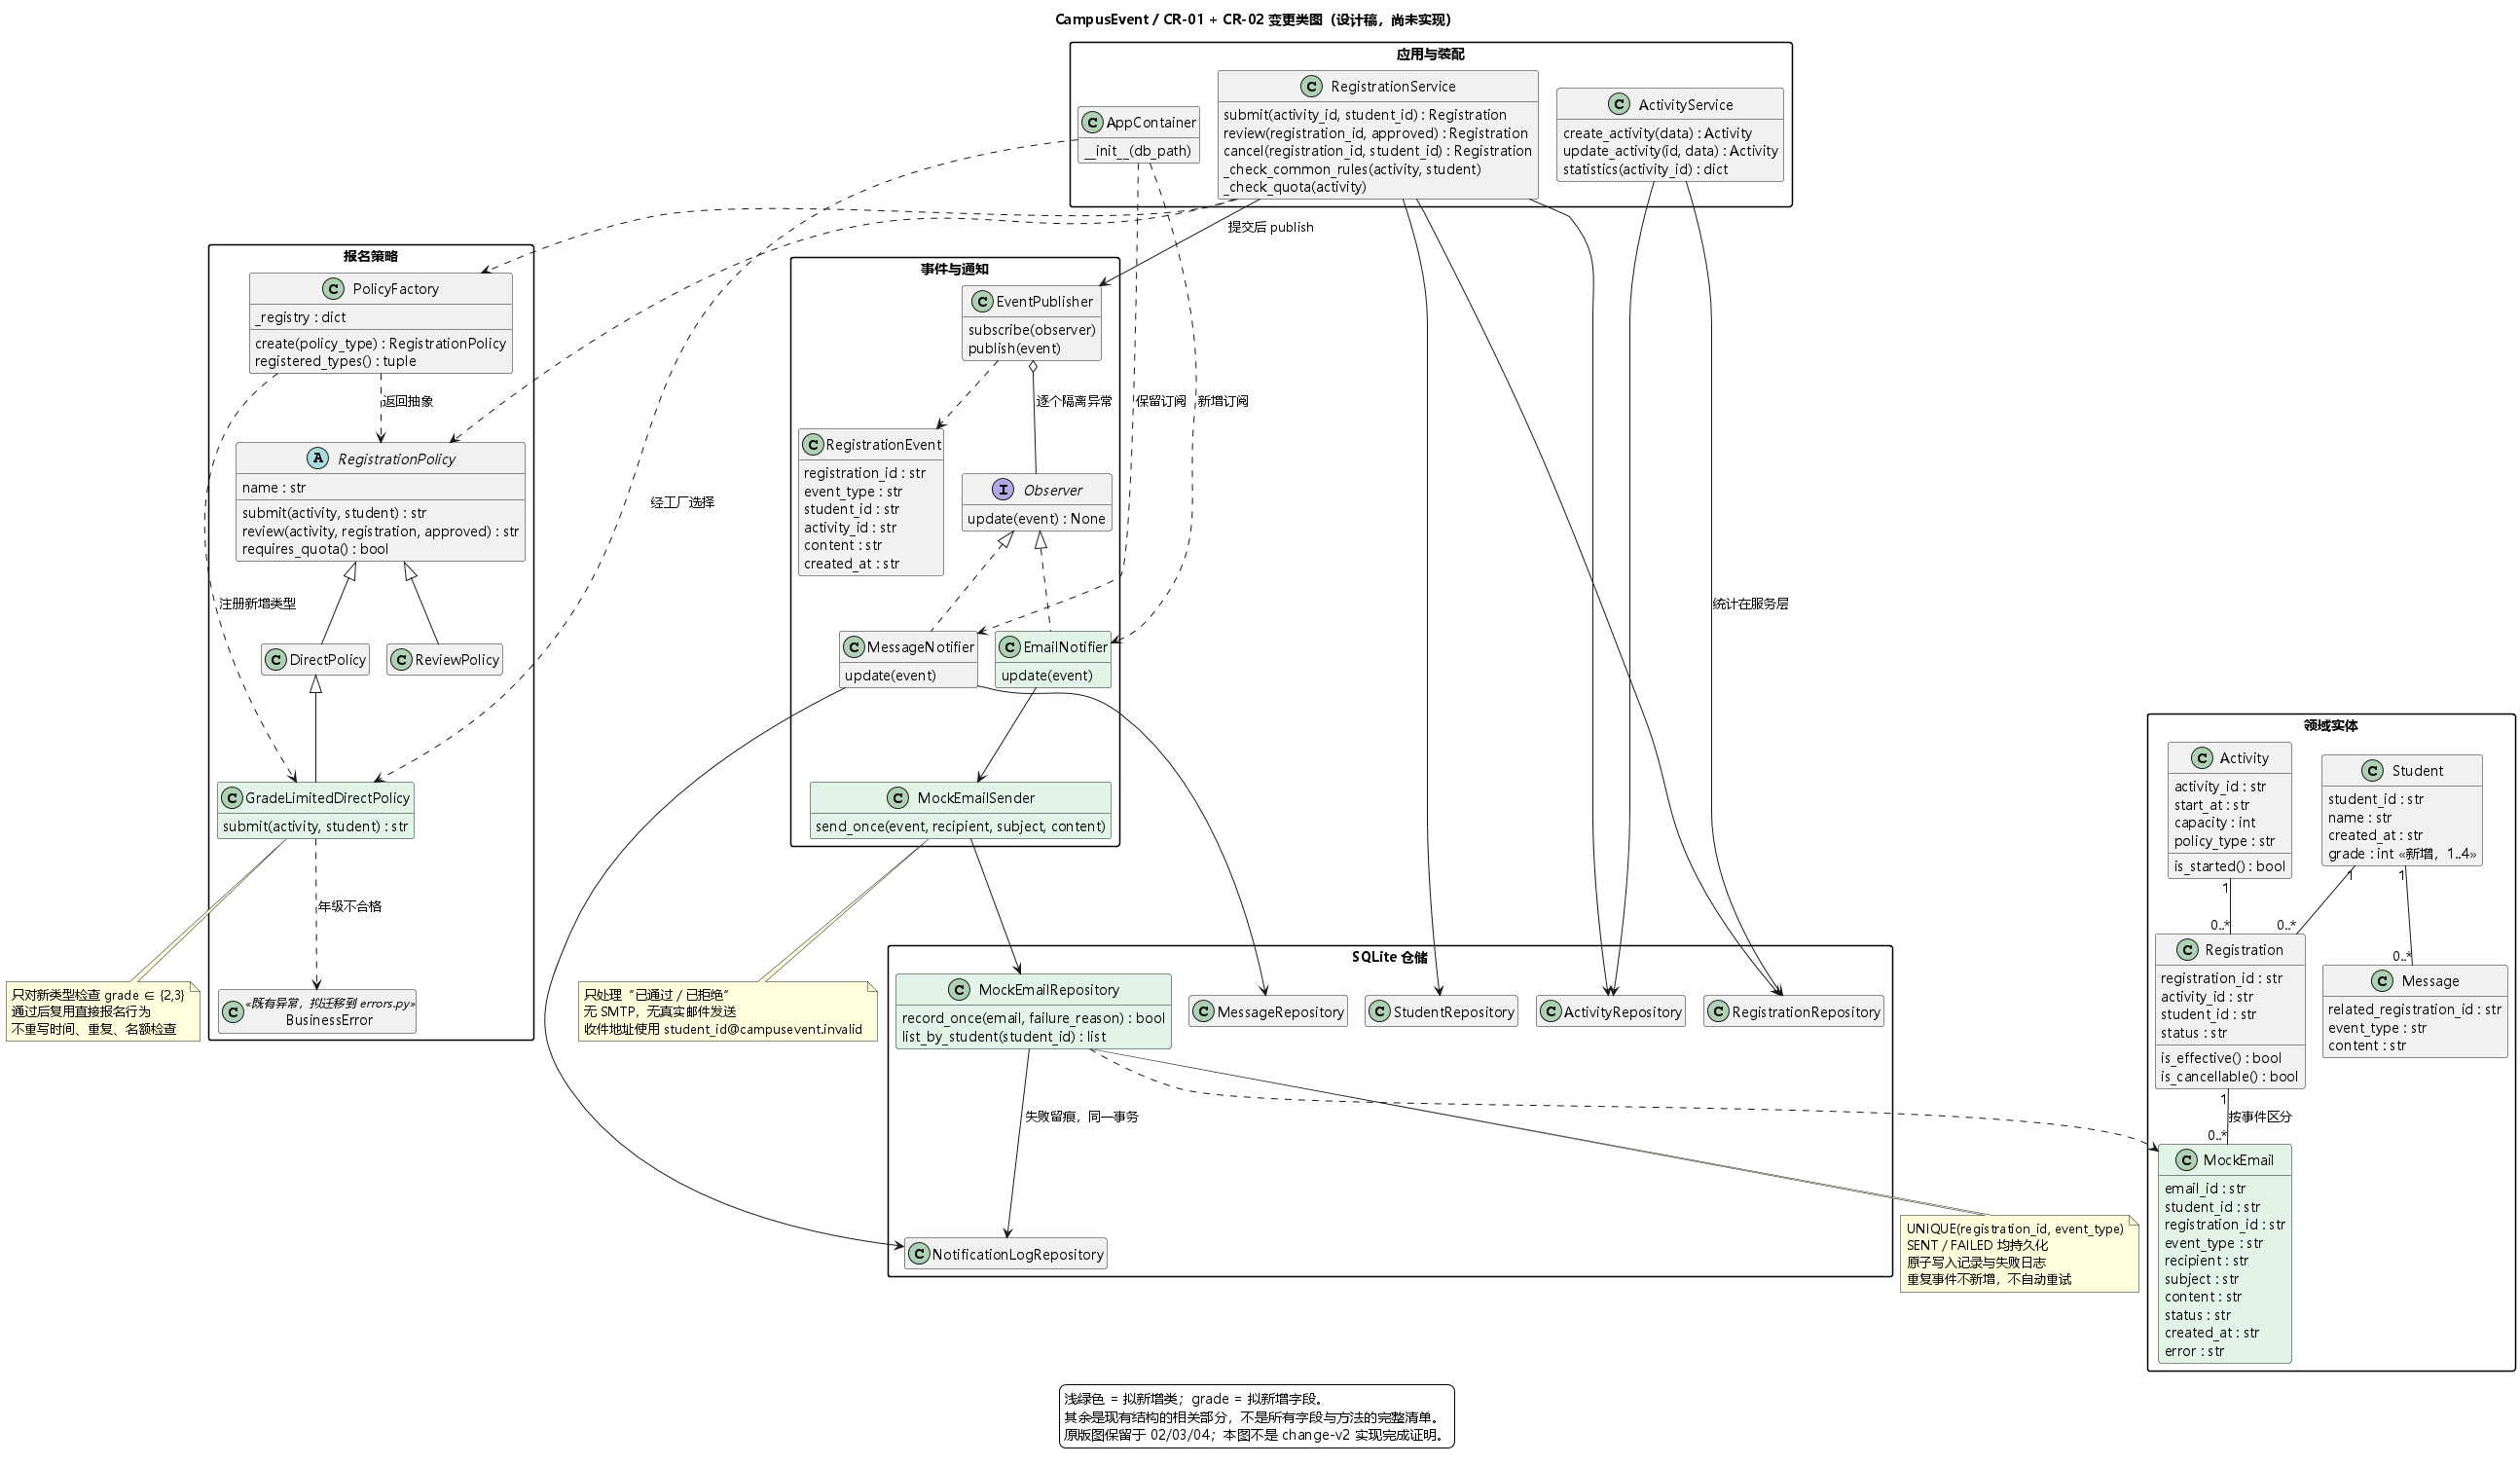 CampusEvent / CR-01 + CR-02 变更类图（设计稿，尚未实现）
应用与装配
C RegistrationService
submit(activity_id, student_id) : Registration
review(registration_id, approved) : Registration
cancel(registration_id, student_id) : Registration
_check_common_rules(activity, student)
_check_quota(activity)
C ActivityService
create_activity(data) : Activity
update_activity(id, data) : Activity
statistics(activity_id) : dict
C AppContainer
__init__(db_path)
提交后 publish
报名策略
C PolicyFactory
_registry : dict
create(policy_type) : RegistrationPolicy
registered_types() : tuple
返回抽象
A RegistrationPolicy
name : str
submit(activity, student) : str
review(activity, registration, approved) : str
requires_quota() : bool
经工厂选择
注册新增类型
C DirectPolicy
C ReviewPolicy
C GradeLimitedDirectPolicy
submit(activity, student) : str
年级不合格
C «既有异常，拟迁移到 errors.py»
BusinessError
只对新类型检查 grade ∈ {2,3}
通过后复用直接报名行为
不重写时间、重复、名额检查
事件与通知
C EventPublisher
subscribe(observer)
publish(event)
逐个隔离异常
保留订阅
新增订阅
C RegistrationEvent
registration_id : str
event_type : str
student_id : str
activity_id : str
content : str
created_at : str
I Observer
update(event) : None
C MessageNotifier
update(event)
C EmailNotifier
update(event)
C MockEmailSender
send_once(event, recipient, subject, content)
只处理“已通过 / 已拒绝”
无 SMTP，无真实邮件发送
收件地址使用 student_id@campusevent.invalid
统计在服务层
SQLite 仓储
C MockEmailRepository
record_once(email, failure_reason) : bool
list_by_student(student_id) : list
C MessageRepository
C StudentRepository
C ActivityRepository
C RegistrationRepository
失败留痕，同一事务
C NotificationLogRepository
UNIQUE(registration_id, event_type)
SENT / FAILED 均持久化
原子写入记录与失败日志
重复事件不新增，不自动重试
领域实体
C Activity
activity_id : str
start_at : str
capacity : int
policy_type : str
is_started() : bool
C Student
student_id : str
name : str
created_at : str
grade : int «新增，1..4»
1
1
1
0..*
0..*
0..*
C Registration
registration_id : str
activity_id : str
student_id : str
status : str
is_effective() : bool
is_cancellable() : bool
C Message
related_registration_id : str
event_type : str
content : str
1
按事件区分
0..*
C MockEmail
email_id : str
student_id : str
registration_id : str
event_type : str
recipient : str
subject : str
content : str
status : str
created_at : str
error : str
浅绿色 = 拟新增类；grade = 拟新增字段。
其余是现有结构的相关部分，不是所有字段与方法的完整清单。
原版图保留于 02/03/04；本图不是 change-v2 实现完成证明。